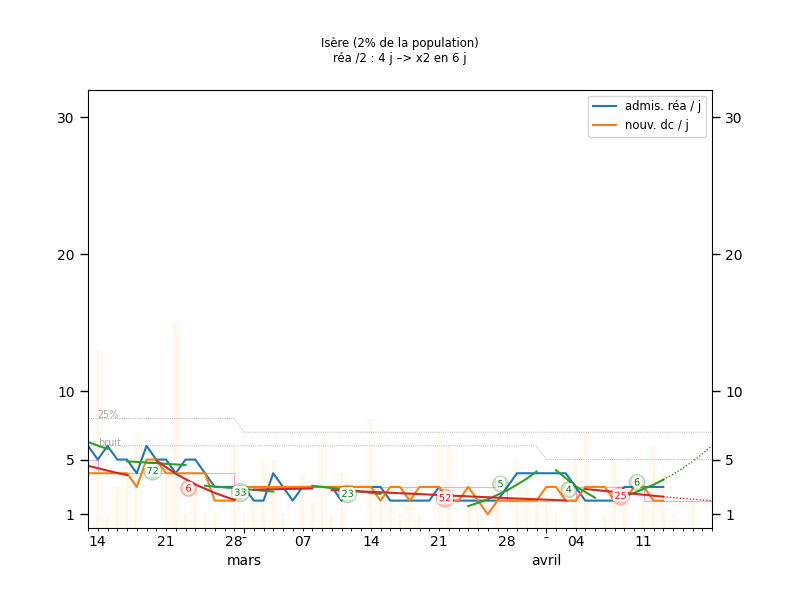 Isère (2% de la population)
réa /2 : 4 j –> x2 en 6 j
admis. réa / j
nouv. dc / j
30 30
20 20
10 10
25%
bruit
5 5
72 6 33 23 52 5 4 25 6
1 1
14 21 28 07 14 21 28 04 11
mars avril